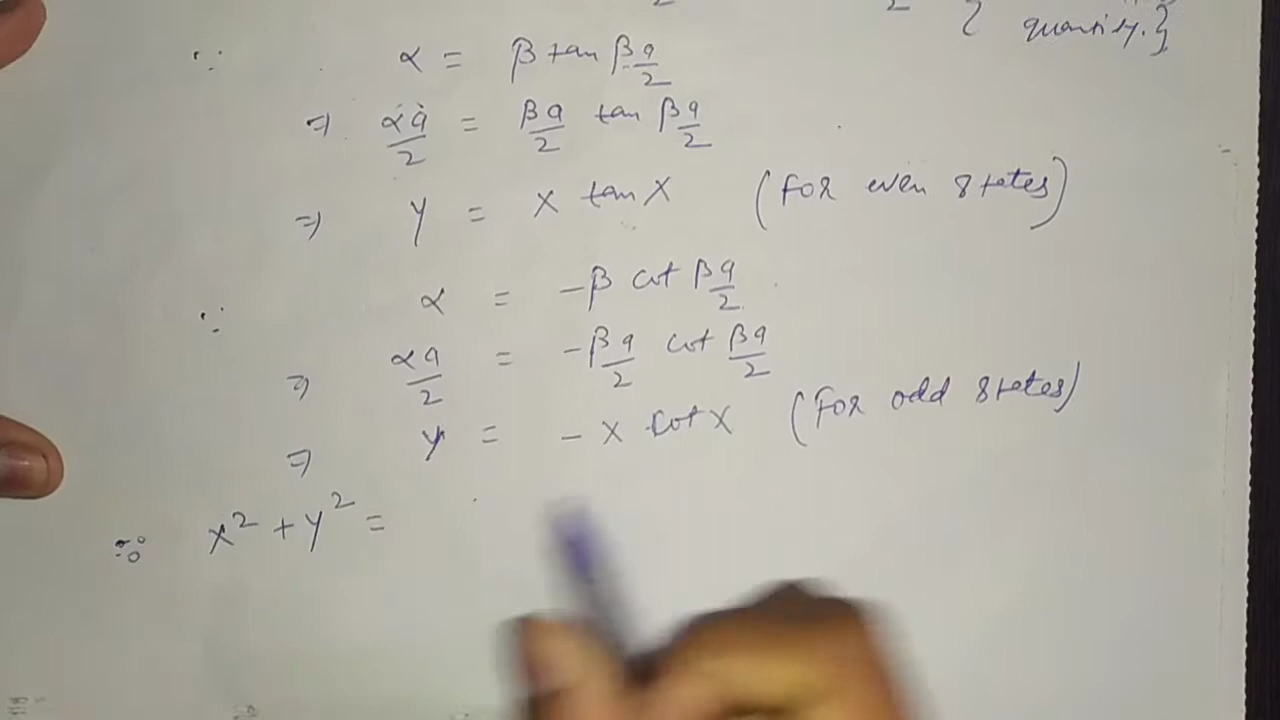 quantity.}
∵ α = β tan βa/2
⇒ αa/2 = βa/2 tan βa/2
⇒ y = x tan x (For even states)
∵ α = -β cot βa/2
⇒ αa/2 = -βa/2 cot βa/2
⇒ y = - x cot x (For odd states)
∵ x² + y² =